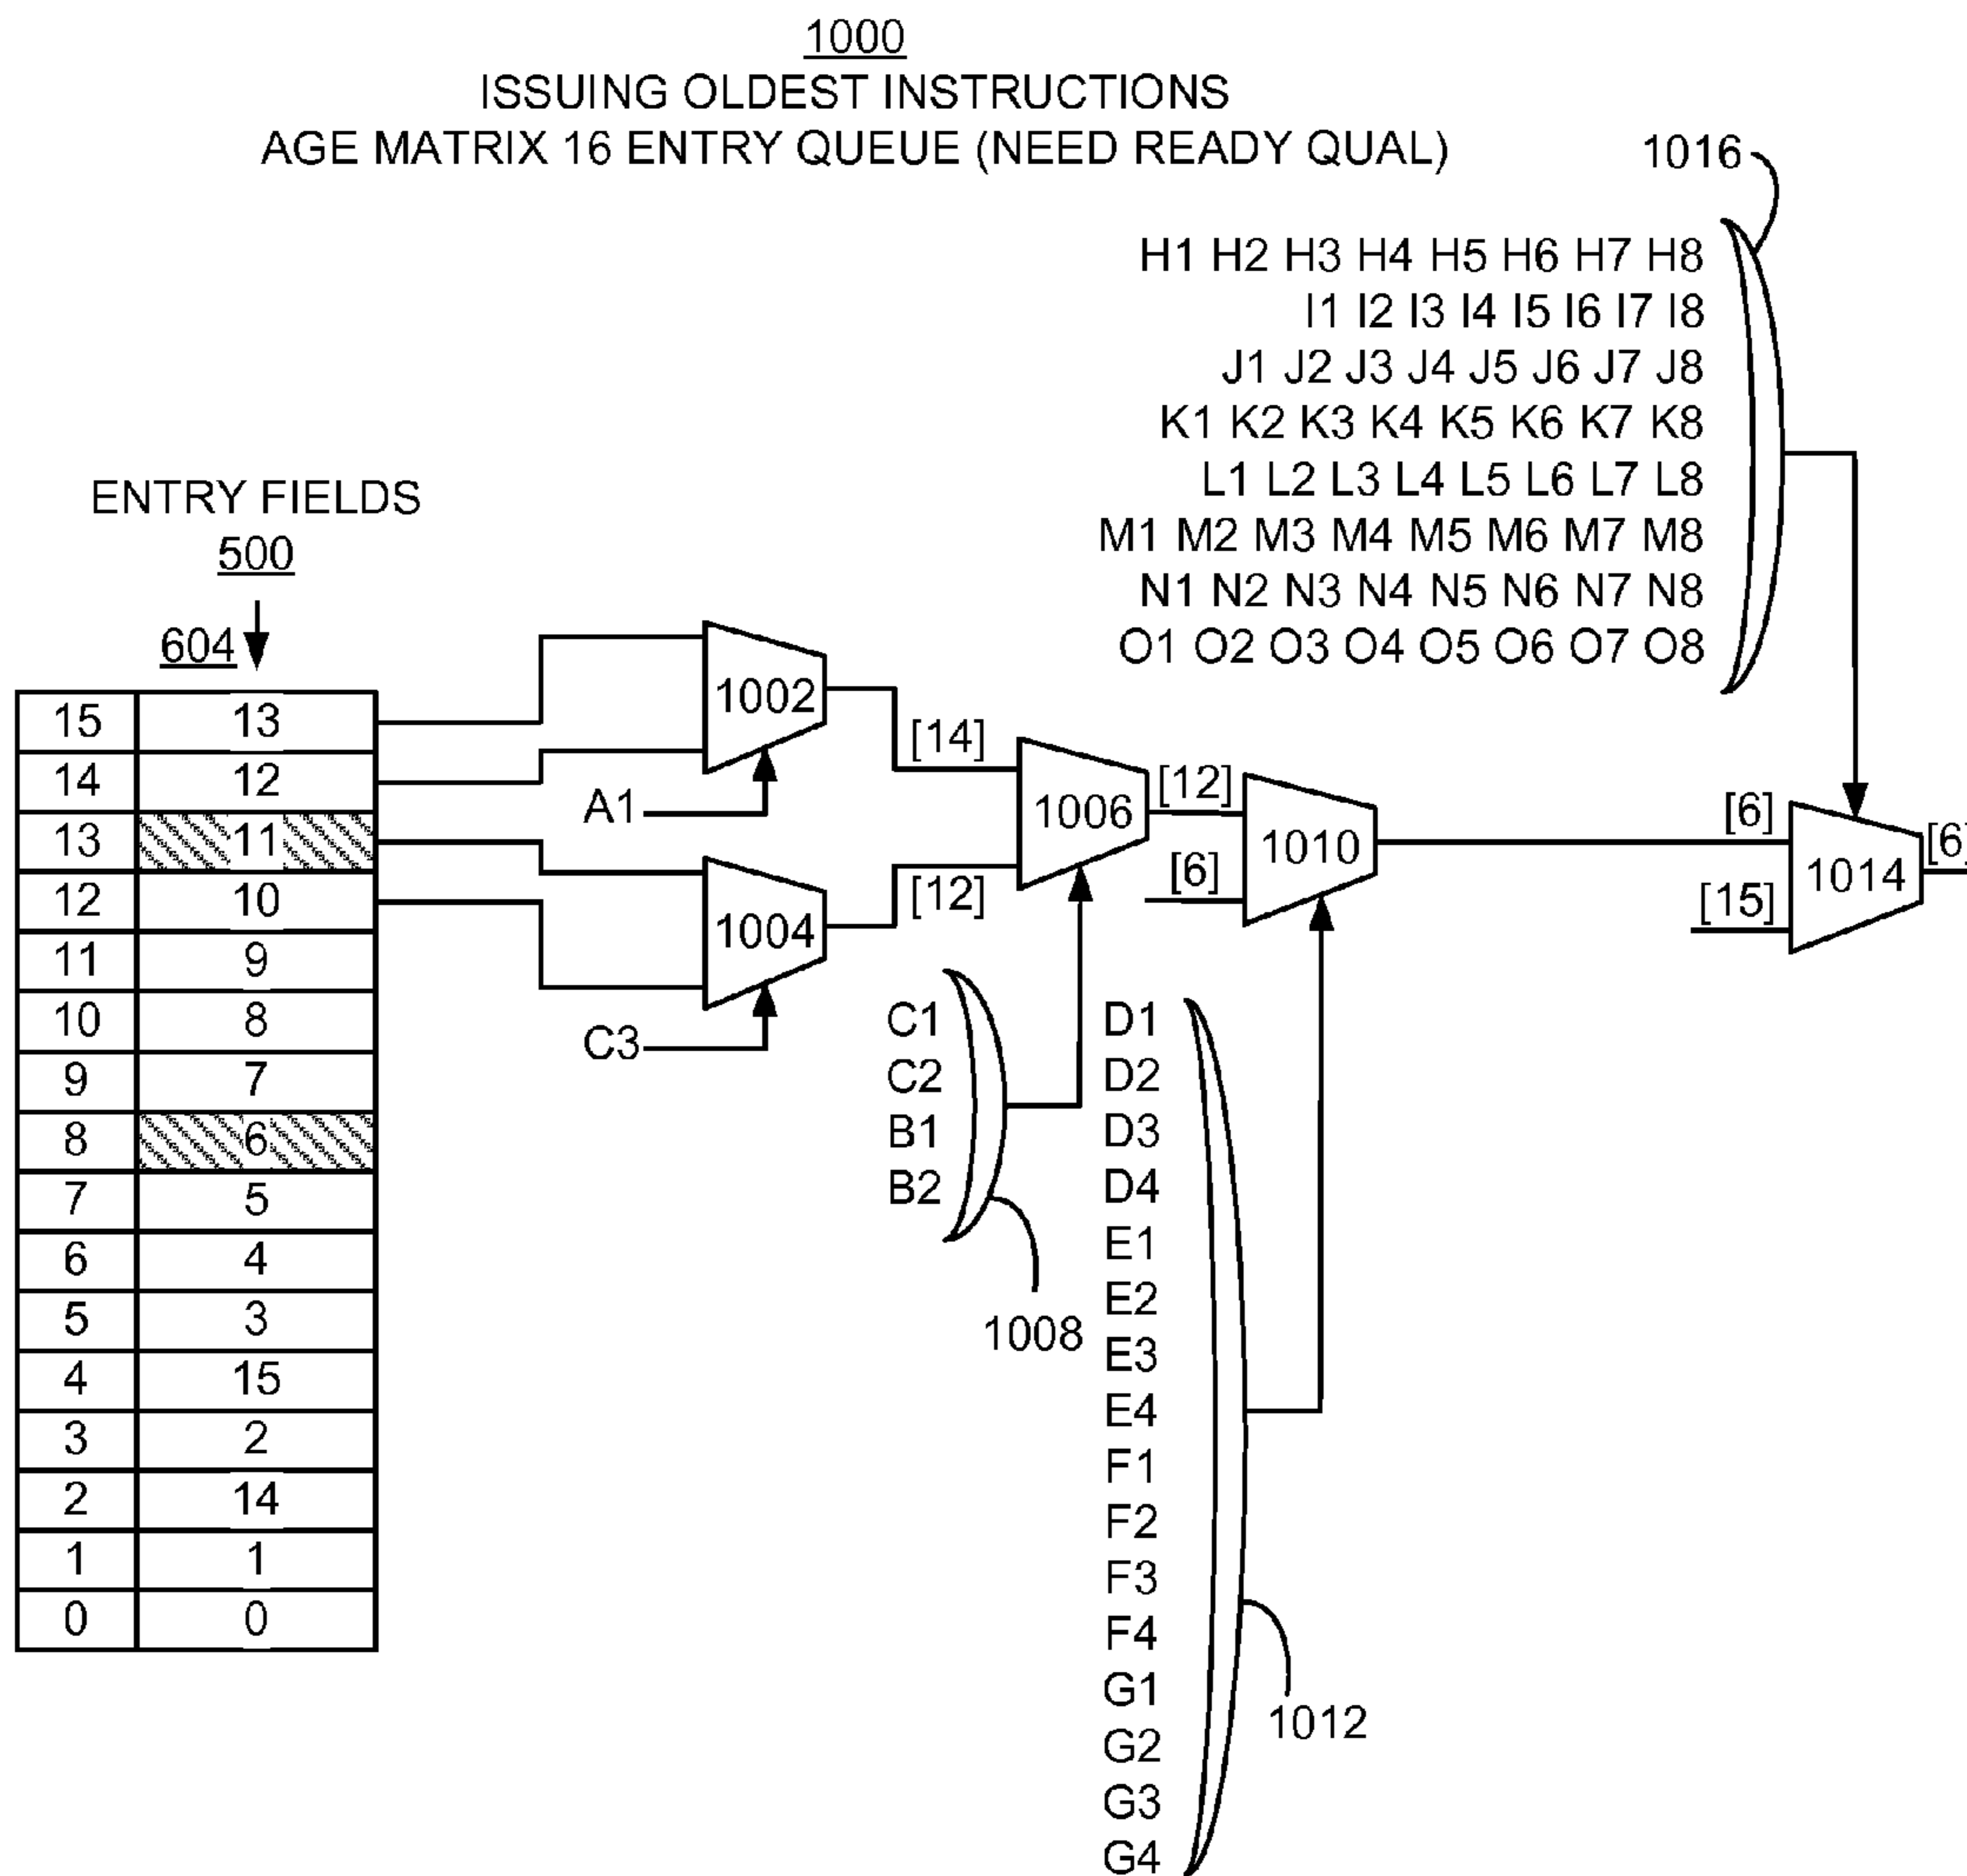 1000
ISSUING OLDEST INSTRUCTIONS
AGE MATRIX 16 ENTRY QUEUE (NEED READY QUAL)
1016
H1 H2 H3 H4 H5 H6 H7 H8
I1 I2 I3 I4 I5 I6 I7 I8
J1 J2 J3 J4 J5 J6 J7 J8
K1 K2 K3 K4 K5 K6 K7 K8
L1 L2 L3 L4 L5 L6 L7 L8
M1 M2 M3 M4 M5 M6 M7 M8
N1 N2 N3 N4 N5 N6 N7 N8
O1 O2 O3 O4 O5 O6 O7 O8
ENTRY FIELDS
500
604
15 13
14 12
13 11
12 10
11 9
10 8
9 7
8 6
7 5
6 4
5 3
4 15
3 2
2 14
1 1
0 0
1002
A1
1004
C3
[14]
[12]
1006
C1
C2
B1
B2
1008
[12]
[6]
1010
D1
D2
D3
D4
E1
E2
E3
E4
F1
F2
F3
F4
G1
G2
G3
G4
1012
[6]
[15]
1014
[6]